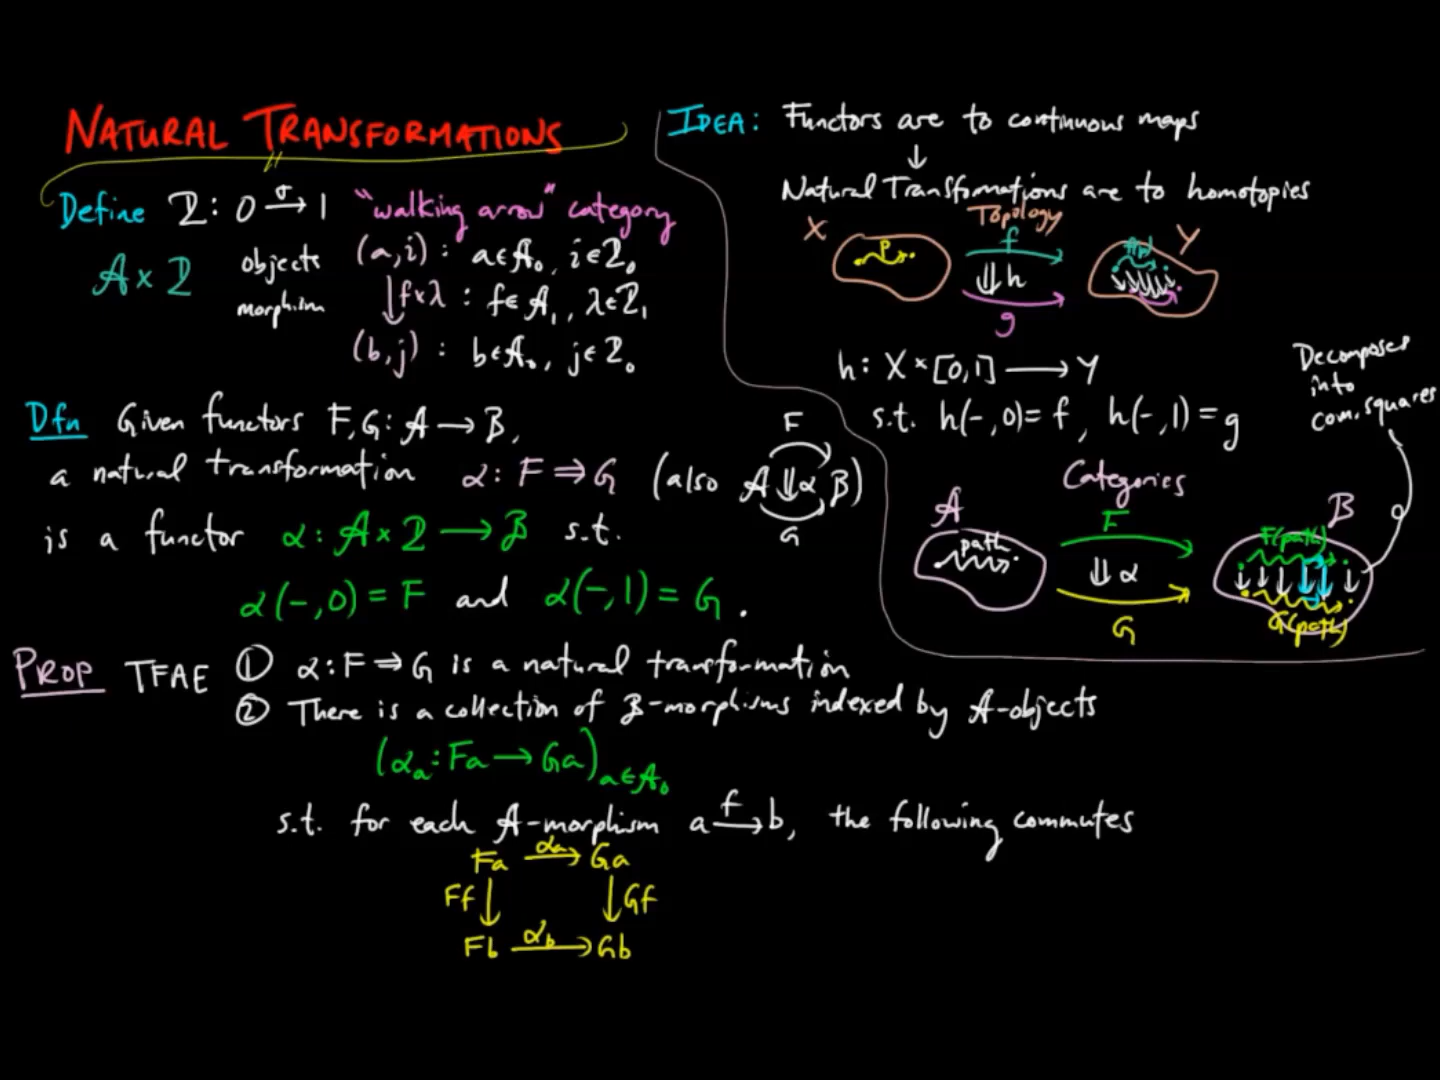 NATURAL TRANSFORMATIONS
Define 𝟚: 0 →σ 1 "walking arrow" category
A × 𝟚 objects (a,i) : a∈A₀, i∈𝟚₀
morphism ↓f×λ : f∈A₁, λ∈𝟚₁
(b,j) : b∈A₀, j∈𝟚₀
Dfn Given functors F,G: A → B,
a natural transformation α: F ⇒ G (also A ⇓α B)
F
G
is a functor α: A × 𝟚 → B s.t.
α(-,0) = F and α(-,1) = G .
PROP TFAE ① α: F ⇒ G is a natural transformation
② There is a collection of B-morphisms indexed by A-objects
(αₐ: Fa → Ga)a∈A₀
s.t. for each A-morphism a →f b, the following commutes
Fa →αa Ga
Ff ↓ ↓ Gf
Fb →αb Gb
IDEA: Functors are to continuous maps
↓
Natural Transformations are to homotopies
Topology
X f Y
P f(p)
⇓h
g
h: X × [0,1] → Y
s.t. h(-,0) = f, h(-,1) = g
Decomposes
into
com. squares
Categories
A F B
path F(path)
⇓ α
G G(path)